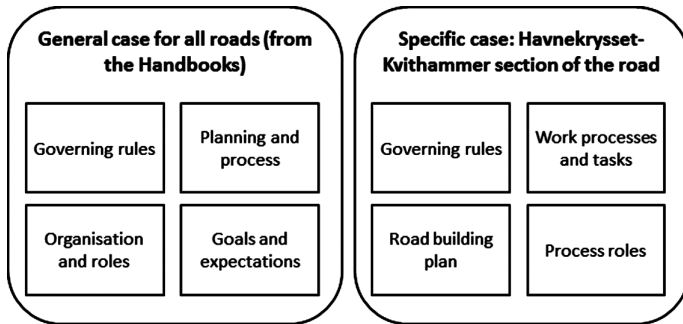 General case for all roads (from
the Handbooks)
Governing rules
Planning and
process
Organisation
and roles
Goals and
expectations
Specific case: Havnekrysset-
Kvithammer section of the road
Governing rules
Work processes
and tasks
Road building
plan
Process roles